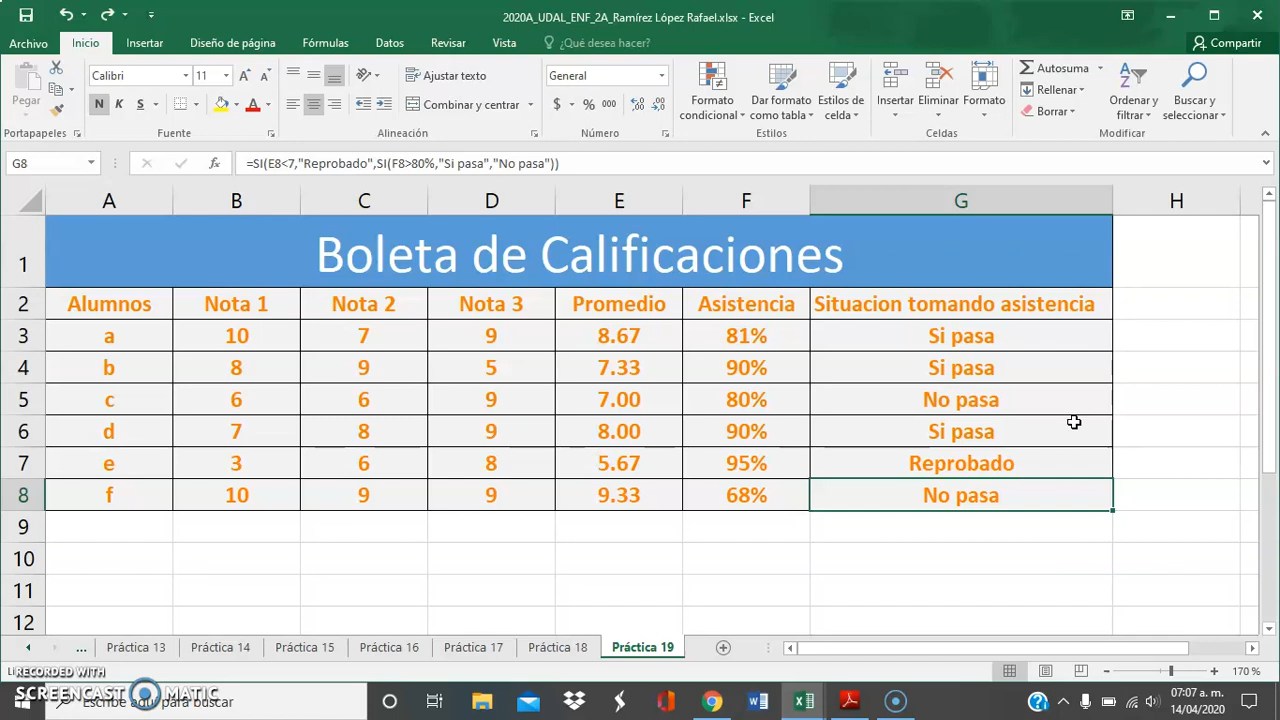 2020A_UDAL_ENF_2A_Ramírez López Rafael.xlsx - Excel
Archivo Inicio Insertar Diseño de página Fórmulas Datos Revisar Vista ¿Qué desea hacer? Compartir
Pegar
Calibri 11
N K S
Ajustar texto
Combinar y centrar
General
$ % 000
Formato condicional
Dar formato como tabla
Estilos de celda
Insertar Eliminar Formato
Autosuma
Rellenar
Borrar
Ordenar y filtrar
Buscar y seleccionar
Portapapeles Fuente Alineación Número Estilos Celdas Modificar
G8 fx =SI(E8<7,"Reprobado",SI(F8>80%,"Si pasa","No pasa"))
A B C D E F G H
1 Boleta de Calificaciones
2 Alumnos Nota 1 Nota 2 Nota 3 Promedio Asistencia Situacion tomando asistencia
3 a 10 7 9 8.67 81% Si pasa
4 b 8 9 5 7.33 90% Si pasa
5 c 6 6 9 7.00 80% No pasa
6 d 7 8 9 8.00 90% Si pasa
7 e 3 6 8 5.67 95% Reprobado
8 f 10 9 9 9.33 68% No pasa
9
10
11
12
... Práctica 13 Práctica 14 Práctica 15 Práctica 16 Práctica 17 Práctica 18 Práctica 19
170 %
RECORDED WITH
SCREENCAST MATIC
Escribe aquí para buscar
07:07 a. m.
14/04/2020